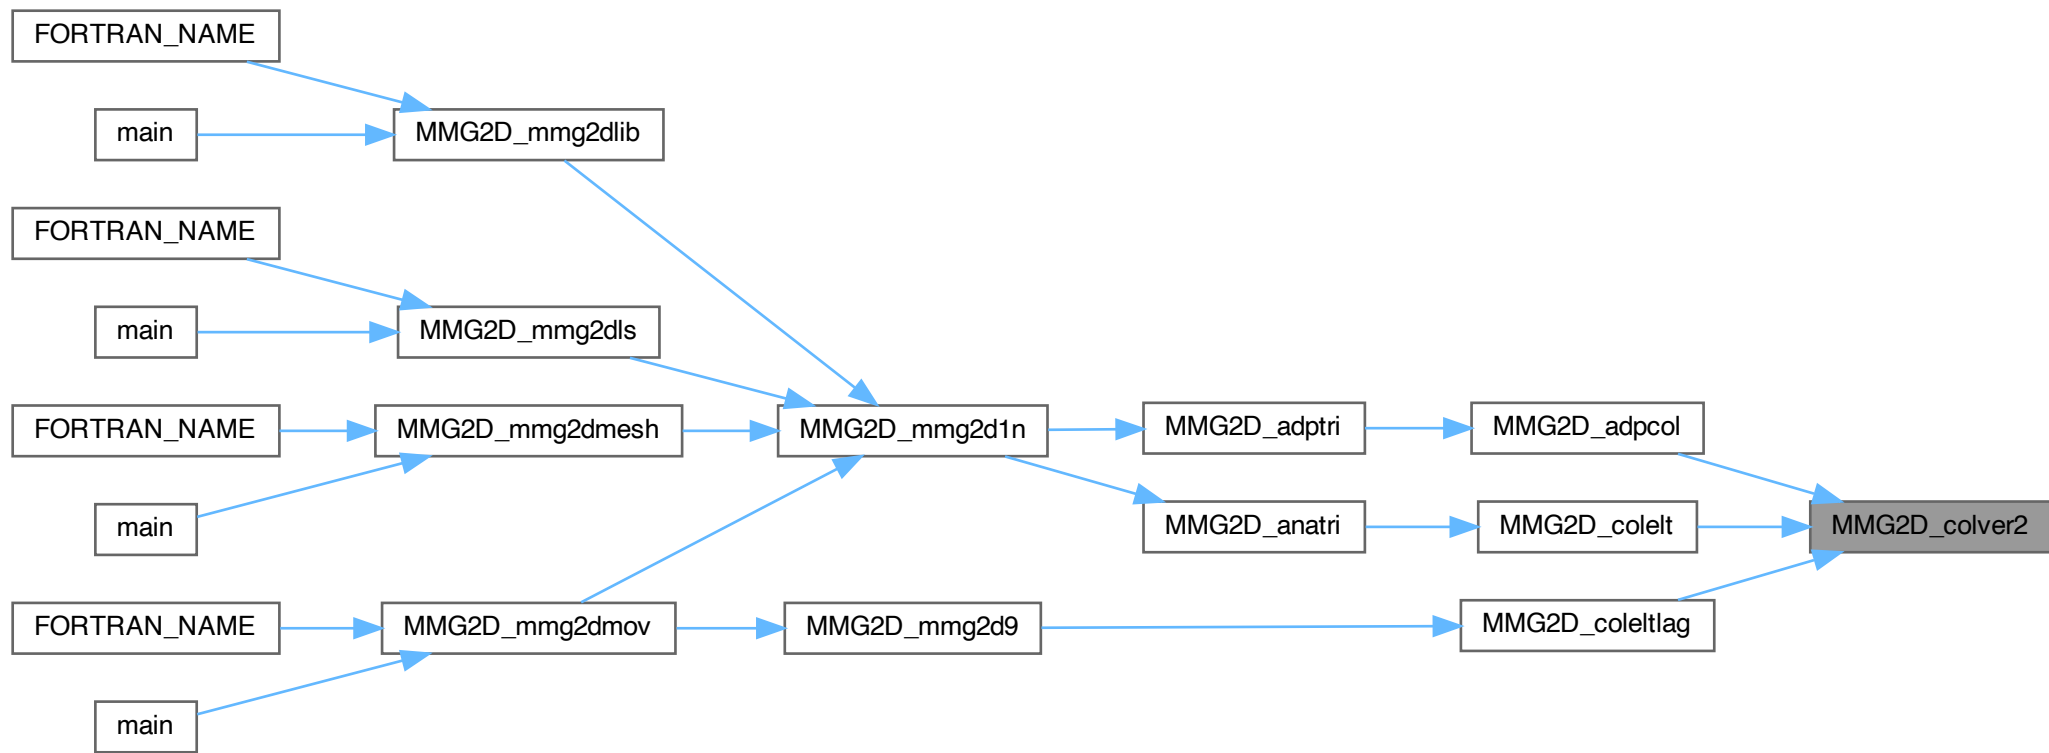 FORTRAN_NAME
main
MMG2D_mmg2dlib
FORTRAN_NAME
main
MMG2D_mmg2dls
FORTRAN_NAME
MMG2D_mmg2dmesh
MMG2D_mmg2d1n
MMG2D_adptri
MMG2D_adpcol
main
MMG2D_anatri
MMG2D_colelt
MMG2D_colver2
FORTRAN_NAME
MMG2D_mmg2dmov
MMG2D_mmg2d9
MMG2D_coleltlag
main